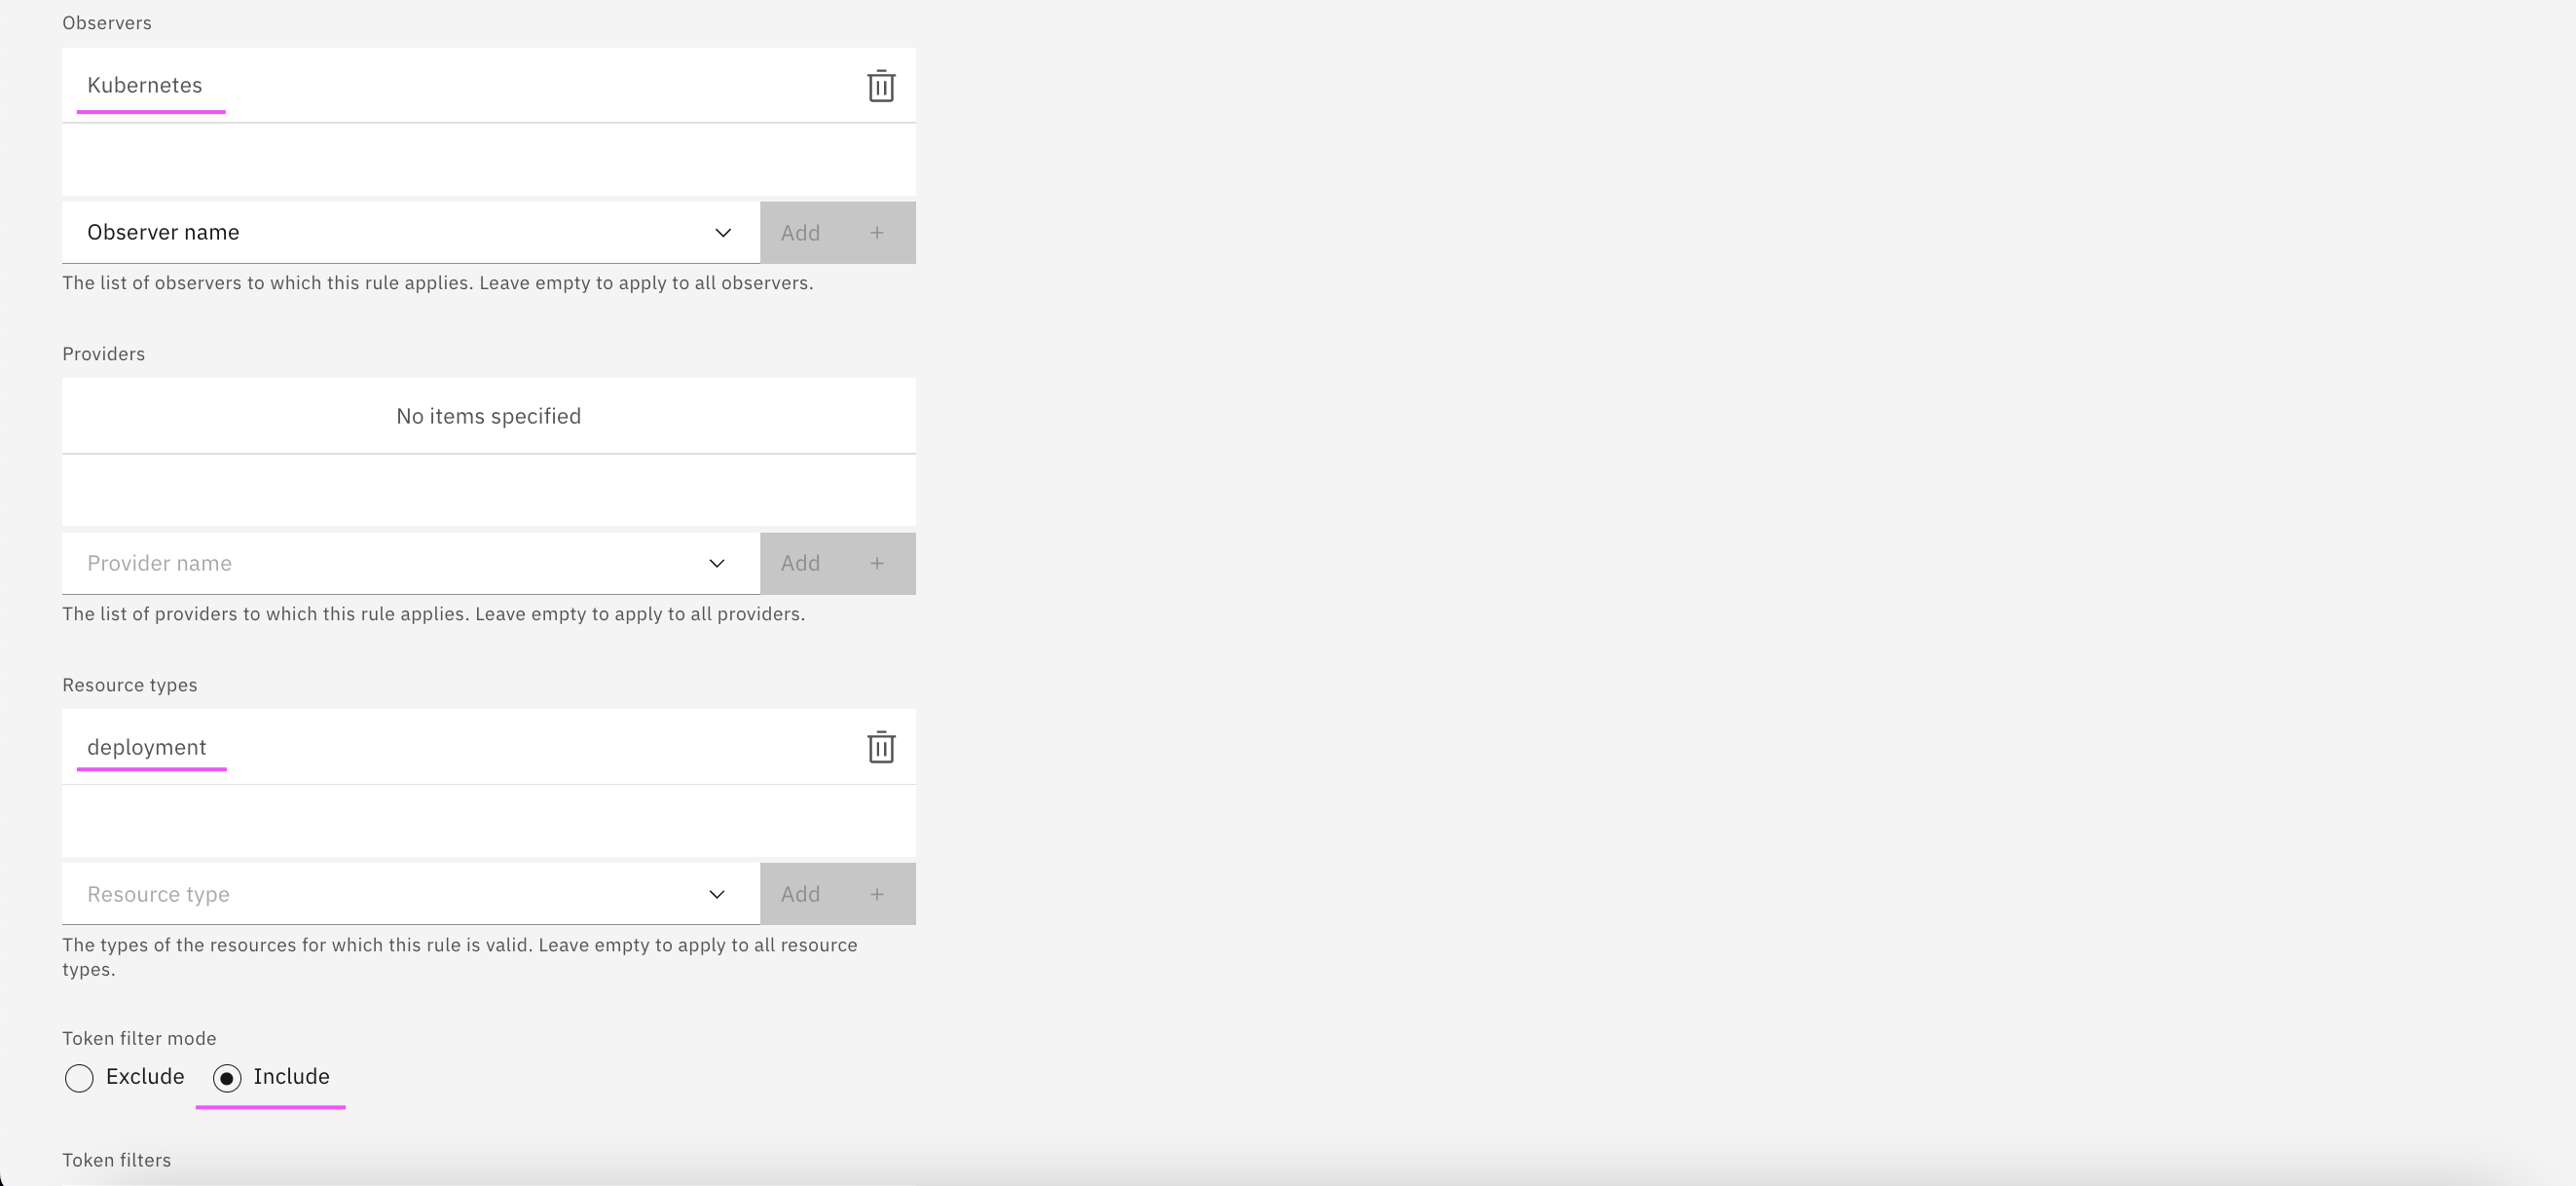 Observers
Kubernetes
Observer name
Add +
The list of observers to which this rule applies. Leave empty to apply to all observers.
Providers
No items specified
Provider name
Add +
The list of providers to which this rule applies. Leave empty to apply to all providers.
Resource types
deployment
Resource type
Add +
The types of the resources for which this rule is valid. Leave empty to apply to all resource
types.
Token filter mode
Exclude Include
Token filters